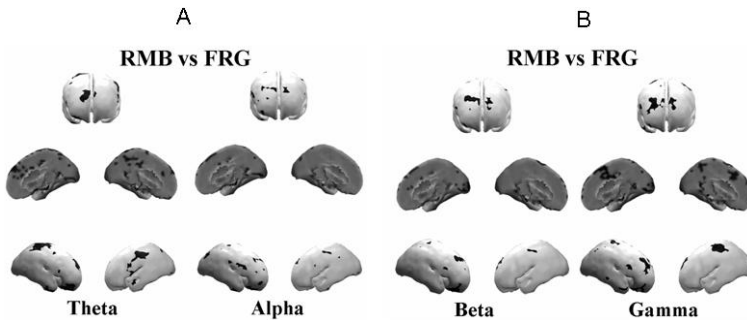 A
B
RMB vs FRG
RMB vs FRG
Theta
Alpha
Beta
Gamma